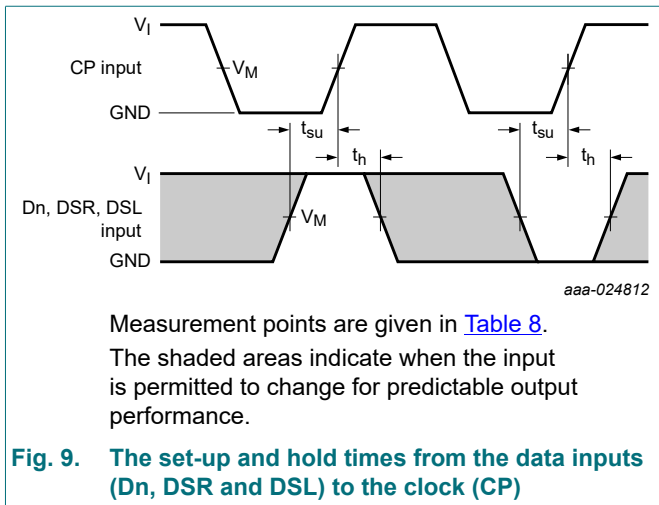 VI
CP input
VM
GND
tsu
tsu
th
th
VI
Dn, DSR, DSL
input
VM
GND
aaa-024812
Measurement points are given in Table 8.
The shaded areas indicate when the input
is permitted to change for predictable output
performance.
Fig. 9. The set-up and hold times from the data inputs
(Dn, DSR and DSL) to the clock (CP)